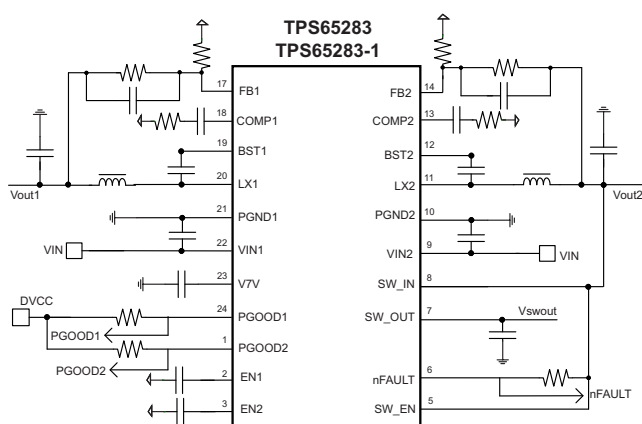 TPS65283
TPS65283-1
17 FB1
18 COMP1
19 BST1
20 LX1
21 PGND1
22 VIN1
23 V7V
24 PGOOD1
1 PGOOD2
2 EN1
3 EN2
FB2 14
COMP2 13
BST2 12
LX2 11
PGND2 10
VIN2 9
SW_IN 8
SW_OUT 7
nFAULT 6
SW_EN 5
Vout1
VIN
DVCC
PGOOD1
PGOOD2
Vout2
VIN
Vswout
nFAULT